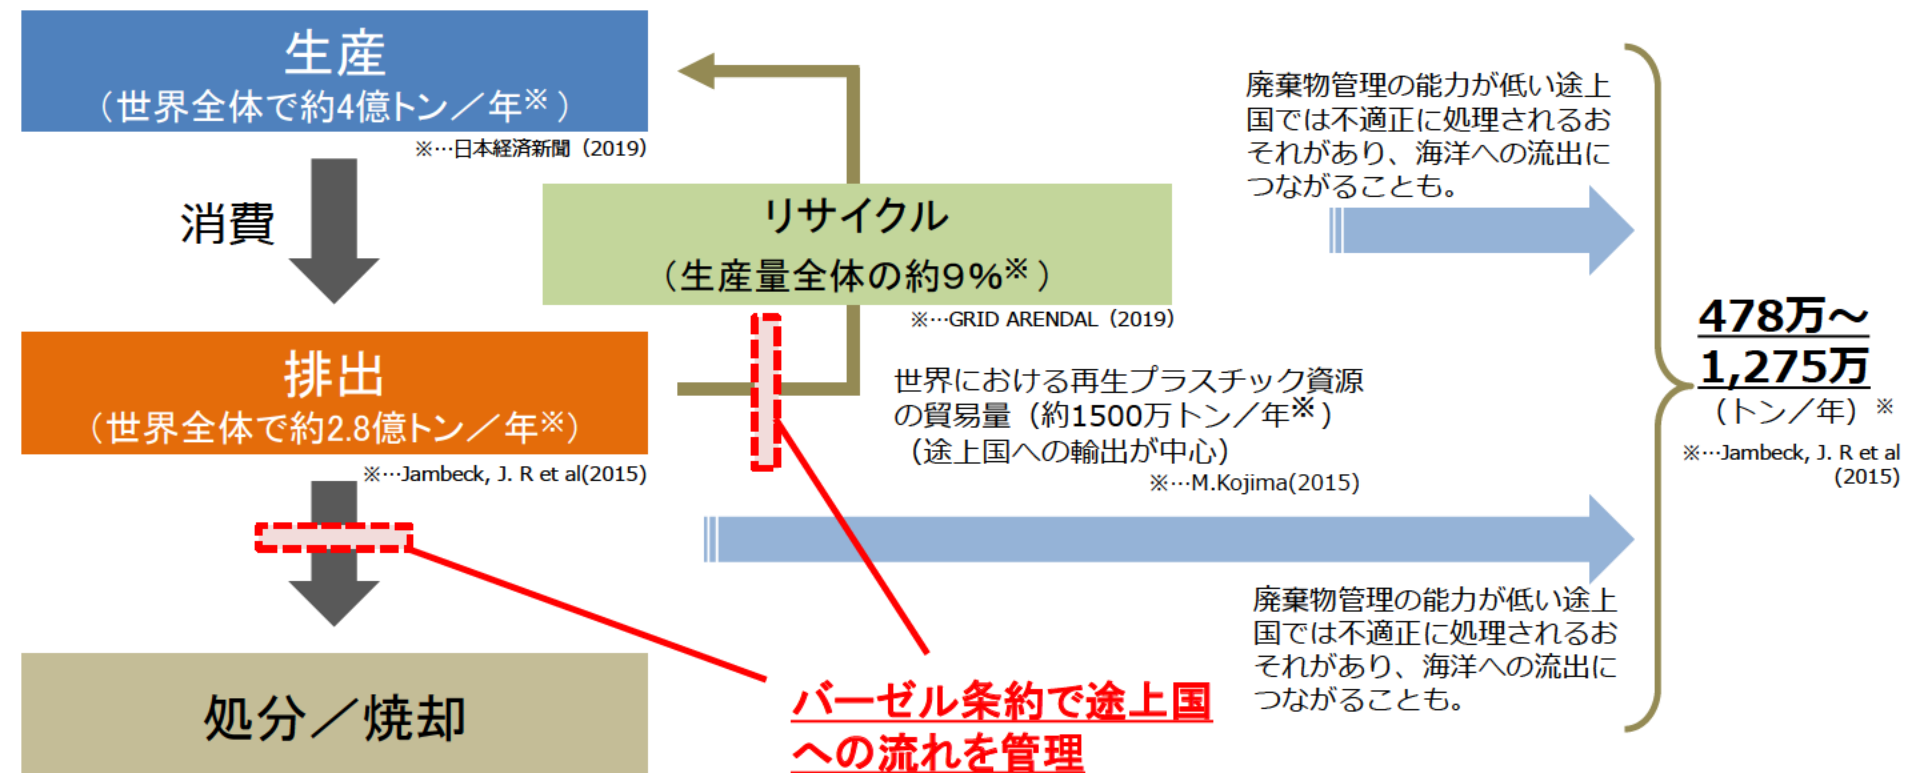 生産
（世界全体で約4億トン／年※）
※…日本経済新聞（2019）
消費
リサイクル
（生産量全体の約９％※）
※…GRID ARENDAL（2019）
排出
（世界全体で約2.8億トン／年※）
※…Jambeck, J. R et al(2015)
世界における再生プラスチック資源
の貿易量（約1500万トン／年※）
（途上国への輸出が中心）
※…M.Kojima(2015)
処分／焼却
バーゼル条約で途上国
への流れを管理
廃棄物管理の能力が低い途上
国では不適正に処理されるお
それがあり、海洋への流出に
つながることも。
廃棄物管理の能力が低い途上
国では不適正に処理されるお
それがあり、海洋への流出に
つながることも。
478万～
1,275万
（トン／年）※
※…Jambeck, J. R et al
(2015)